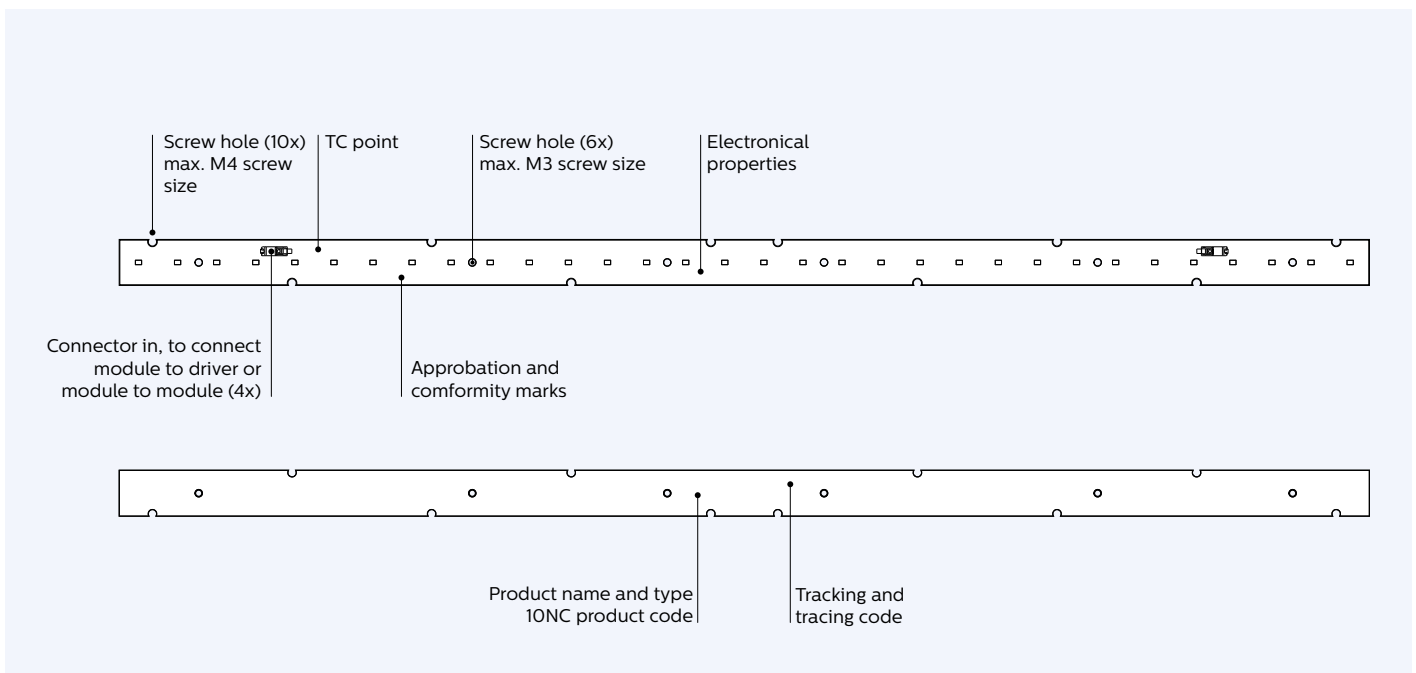 Screw hole (10x)
max. M4 screw
size
TC point
Screw hole (6x)
max. M3 screw size
Electronical
properties
Connector in, to connect
module to driver or
module to module (4x)
Approbation and
comformity marks
Product name and type
10NC product code
Tracking and
tracing code